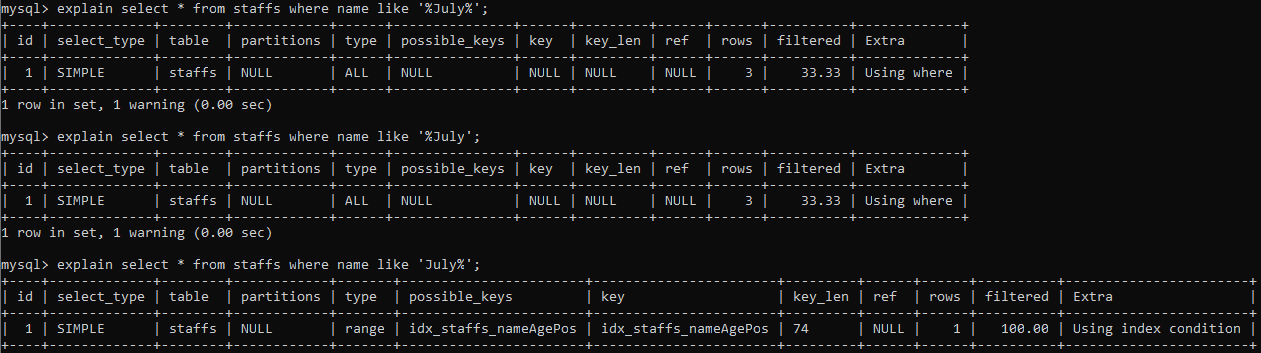 mysql> explain select * from staffs where name like '%July%';
+----+-------------+--------+------------+------+---------------+------+---------+------+------+----------+-------------+
| id | select_type | table  | partitions | type | possible_keys | key  | key_len | ref  | rows | filtered | Extra       |
+----+-------------+--------+------------+------+---------------+------+---------+------+------+----------+-------------+
|  1 | SIMPLE      | staffs | NULL       | ALL  | NULL          | NULL | NULL    | NULL |    3 |    33.33 | Using where |
+----+-------------+--------+------------+------+---------------+------+---------+------+------+----------+-------------+
1 row in set, 1 warning (0.00 sec)

mysql> explain select * from staffs where name like '%July';
+----+-------------+--------+------------+------+---------------+------+---------+------+------+----------+-------------+
| id | select_type | table  | partitions | type | possible_keys | key  | key_len | ref  | rows | filtered | Extra       |
+----+-------------+--------+------------+------+---------------+------+---------+------+------+----------+-------------+
|  1 | SIMPLE      | staffs | NULL       | ALL  | NULL          | NULL | NULL    | NULL |    3 |    33.33 | Using where |
+----+-------------+--------+------------+------+---------------+------+---------+------+------+----------+-------------+
1 row in set, 1 warning (0.00 sec)

mysql> explain select * from staffs where name like 'July%';
+----+-------------+--------+------------+-------+-----------------------+-----------------------+---------+------+------+----------+-----------------------+
| id | select_type | table  | partitions | type  | possible_keys         | key                   | key_len | ref  | rows | filtered | Extra                 |
+----+-------------+--------+------------+-------+-----------------------+-----------------------+---------+------+------+----------+-----------------------+
|  1 | SIMPLE      | staffs | NULL       | range | idx_staffs_nameAgePos | idx_staffs_nameAgePos | 74      | NULL |    1 |   100.00 | Using index condition |
+----+-------------+--------+------------+-------+-----------------------+-----------------------+---------+------+------+----------+-----------------------+